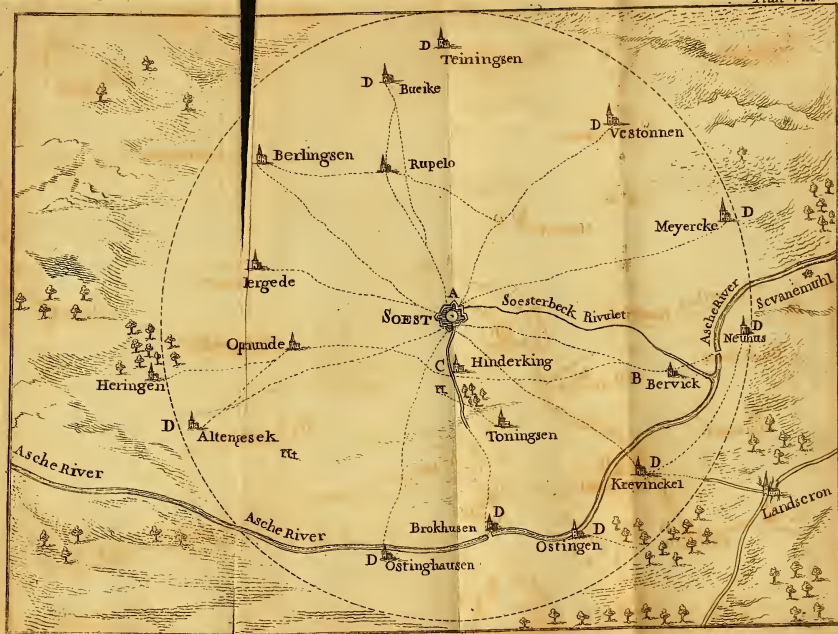 D
Teiningsen
D
Bueike
D
Vestonnen
Berlingsen
Rupelo
Meyercke
D
Iergede
A
SOEST
Soesterbeck Rivulet
Asche River
Scvanemuhl
D
Neuhus
Opmunde
C
Hinderking
B
Bervick
Heringen
D
Altengesek
Toningsen
Asche River
D
Krevinckel
Landscron
Asche River
Brokhusen
D
D
Ostingen
D
Ostinghausen